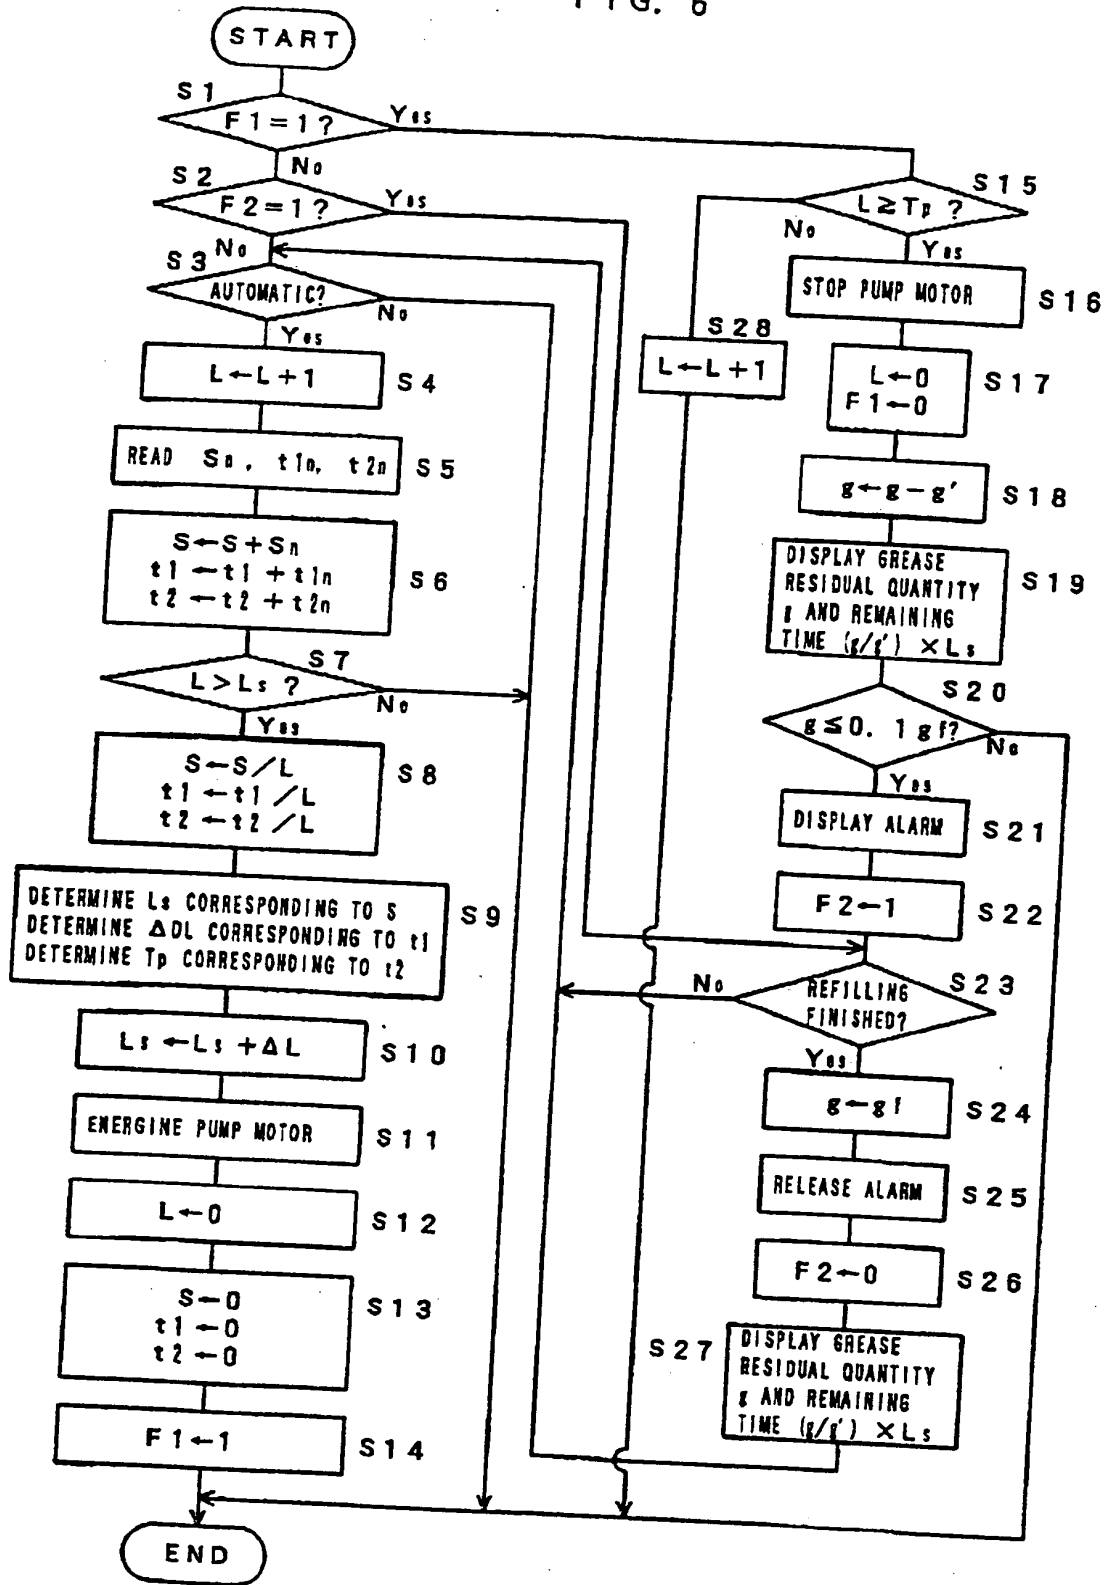 FIG. 6
START
S1
F1=1?
Yes
No
S2
F2=1?
Yes
No
S3
AUTOMATIC?
No
Yes
L←L+1
S4
READ Sn, t1n, t2n
S5
S←S+Sn
t1←t1+t1n
t2←t2+t2n
S6
S7
L>Ls?
No
Yes
S←S/L
t1←t1/L
t2←t2/L
S8
DETERMINE Ls CORRESPONDING TO S
DETERMINE ΔDL CORRESPONDING TO t1
DETERMINE Tp CORRESPONDING TO t2
S9
Ls←Ls+ΔL
S10
ENERGINE PUMP MOTOR
S11
L←0
S12
S←0
t1←0
t2←0
S13
F1←1
S14
END
S15
L≥Tp?
No
Yes
STOP PUMP MOTOR
S16
S28
L←L+1
L←0
F1←0
S17
g←g-g′
S18
DISPLAY GREASE
RESIDUAL QUANTITY
g AND REMAINING
TIME (g/g′) ×Ls
S19
S20
g≤0. 1gf?
No
Yes
DISPLAY ALARM
S21
F2←1
S22
S23
REFILLING
FINISHED?
No
Yes
g←gf
S24
RELEASE ALARM
S25
F2←0
S26
S27
DISPLAY GREASE
RESIDUAL QUANTITY
g AND REMAINING
TIME (g/g′) ×Ls